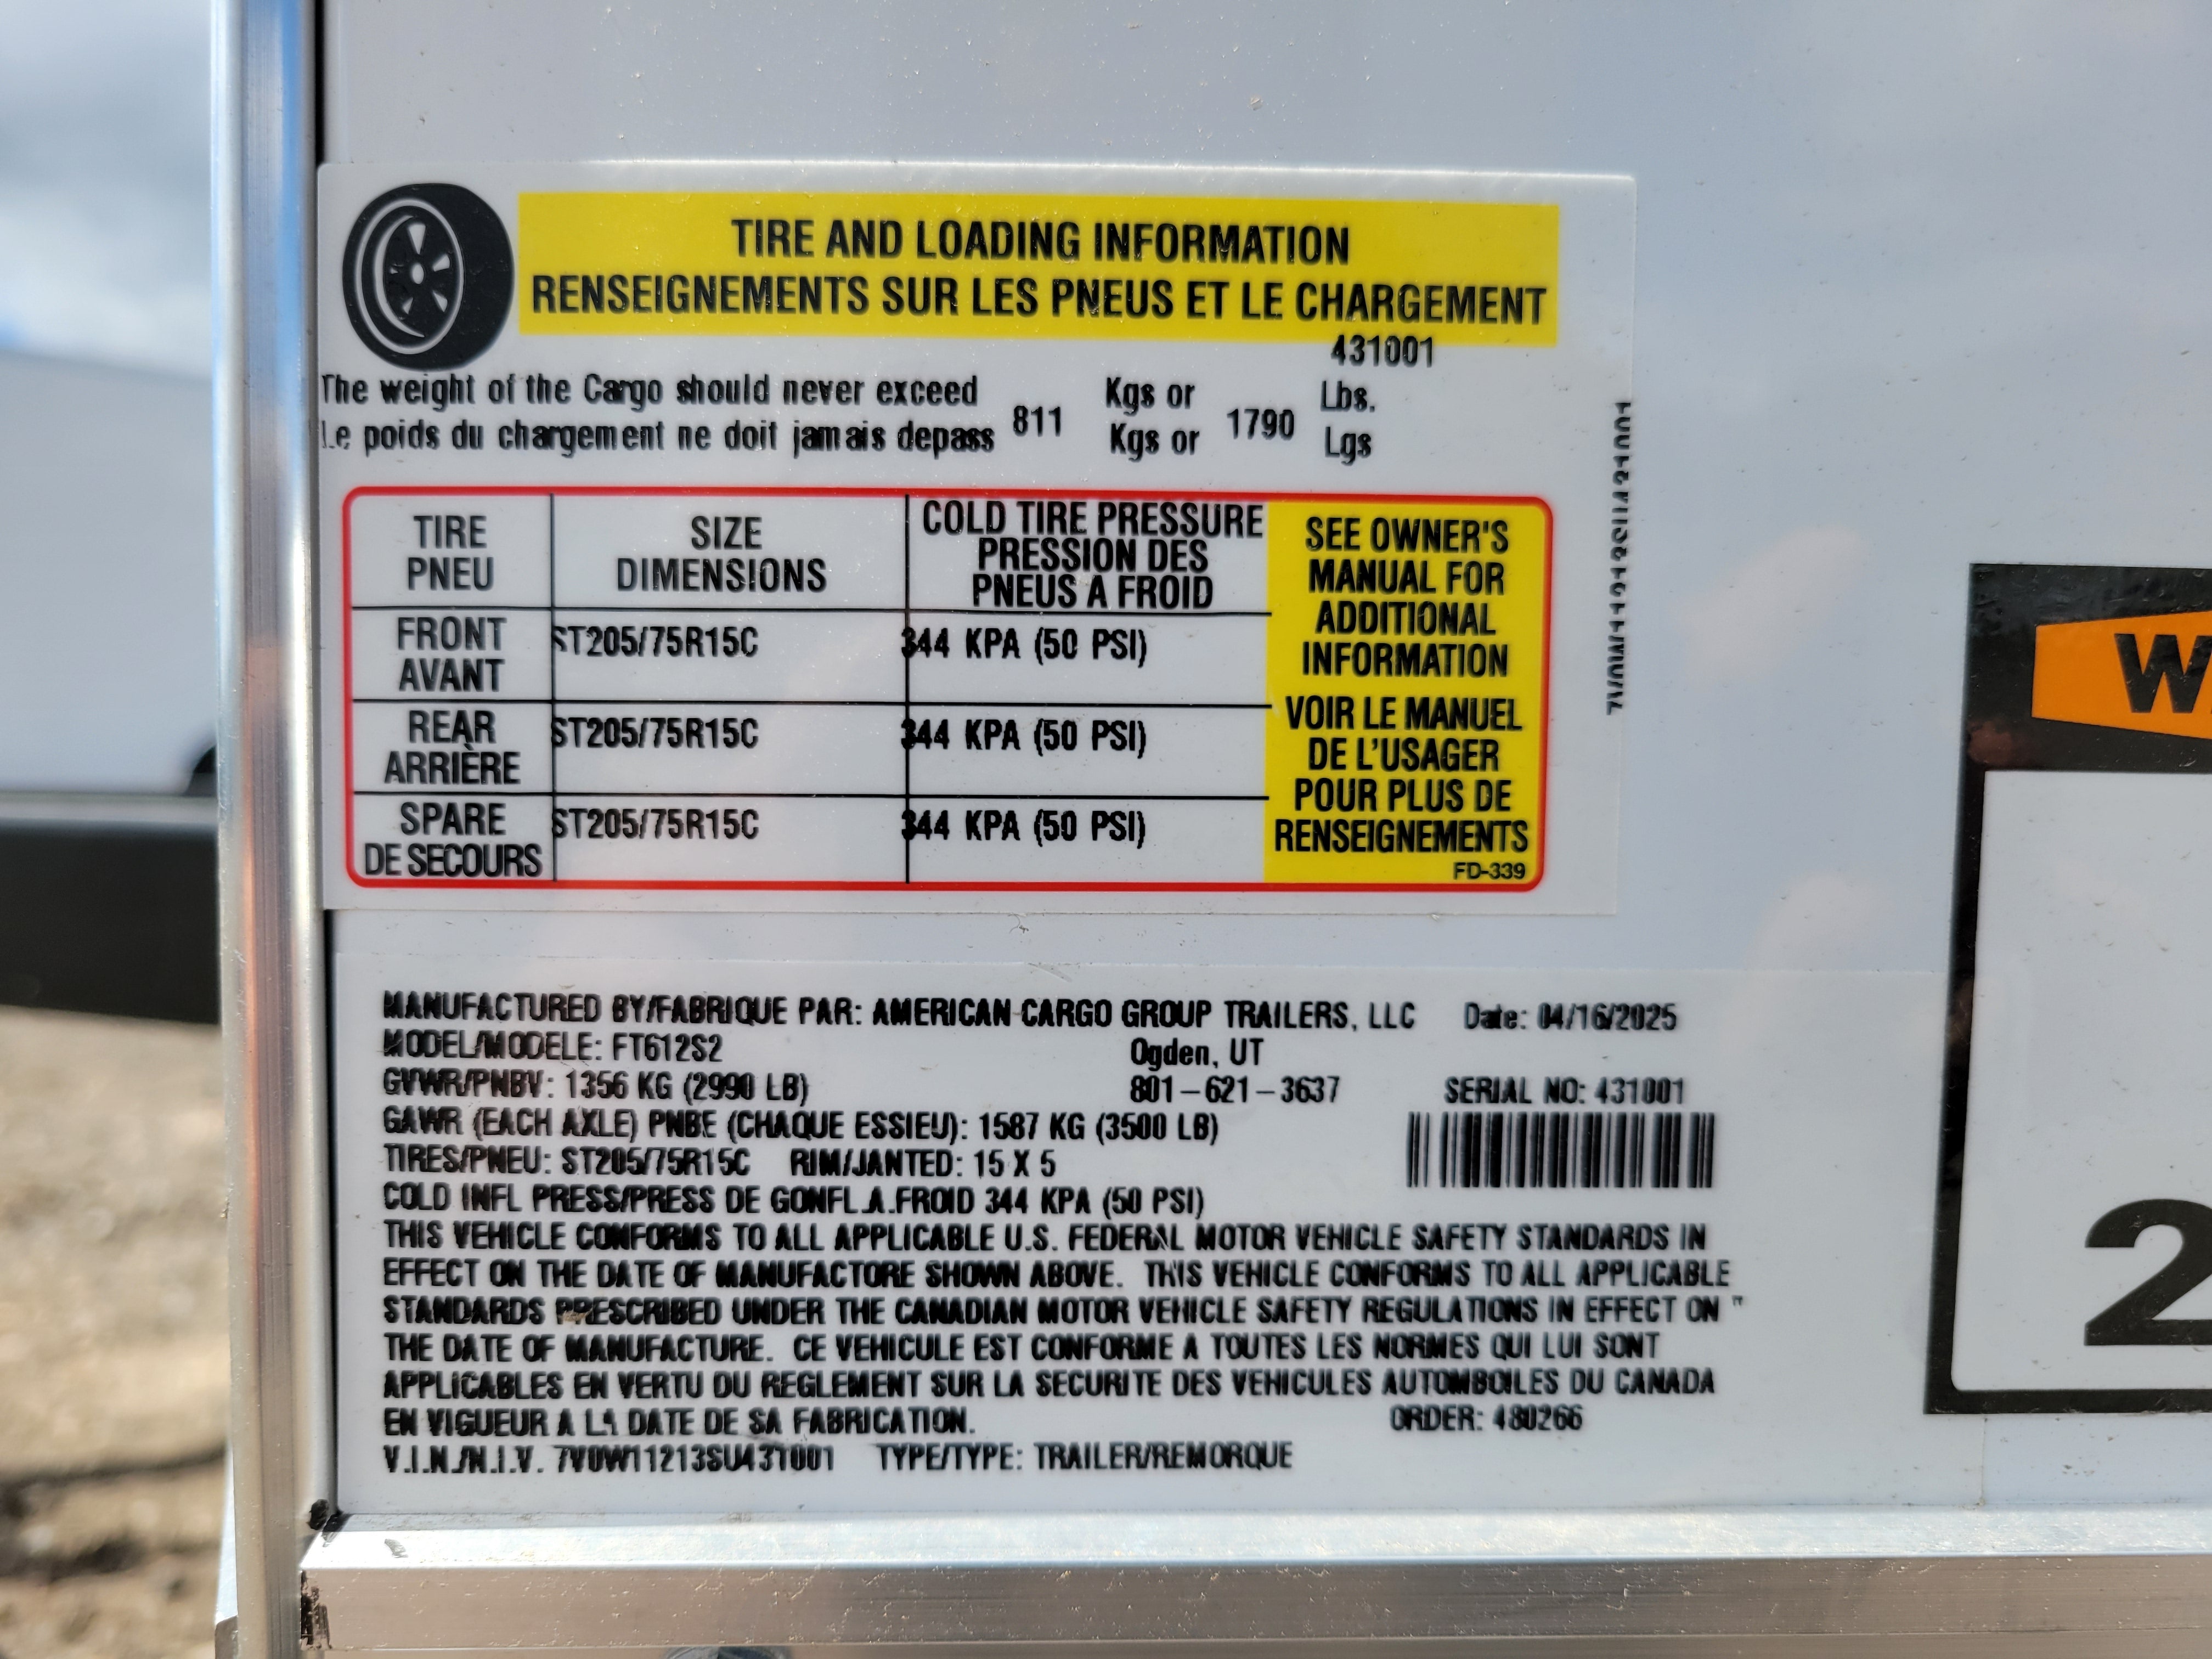 TIRE AND LOADING INFORMATION
RENSEIGNEMENTS SUR LES PNEUS ET LE CHARGEMENT
431001
The weight of the Cargo should never exceed 811 Kgs or 1790 Lbs.
Le poids du chargement ne doit jamais depass Kgs or Lgs
TIRE PNEU
SIZE DIMENSIONS
COLD TIRE PRESSURE
PRESSION DES
PNEUS A FROID
FRONT AVANT ST205/75R15C 344 KPA (50 PSI)
REAR ARRIÈRE ST205/75R15C 344 KPA (50 PSI)
SPARE DE SECOURS ST205/75R15C 344 KPA (50 PSI)
SEE OWNER'S
MANUAL FOR
ADDITIONAL
INFORMATION
VOIR LE MANUEL
DE L'USAGER
POUR PLUS DE
RENSEIGNEMENTS
FD-339
MANUFACTURED BY/FABRIQUE PAR: AMERICAN CARGO GROUP TRAILERS, LLC Date: 04/16/2025
MODEL/MODELE: FT612S2 Ogden, UT
GVWR/PNBV: 1356 KG (2990 LB) 801-621-3637 SERIAL NO: 431001
GAWR (EACH AXLE) PNBE (CHAQUE ESSIEU): 1587 KG (3500 LB)
TIRES/PNEU: ST205/75R15C RIM/JANTED: 15 X 5
COLD INFL PRESS/PRESS DE GONFL.A.FROID 344 KPA (50 PSI)
THIS VEHICLE CONFORMS TO ALL APPLICABLE U.S. FEDERAL MOTOR VEHICLE SAFETY STANDARDS IN
EFFECT ON THE DATE OF MANUFACTORE SHOWN ABOVE. THIS VEHICLE CONFORMS TO ALL APPLICABLE
STANDARDS PRESCRIBED UNDER THE CANADIAN MOTOR VEHICLE SAFETY REGULATIONS IN EFFECT ON "
THE DATE OF MANUFACTURE. CE VEHICULE EST CONFORME A TOUTES LES NORMES QUI LUI SONT
APPLICABLES EN VERTU DU REGLEMENT SUR LA SECURITE DES VEHICULES AUTOMBOILES DU CANADA
EN VIGUEUR A LA DATE DE SA FABRICATION. ORDER: 480266
V.I.N./N.I.V. 7V0W11213SU431001 TYPE/TYPE: TRAILER/REMORQUE
2